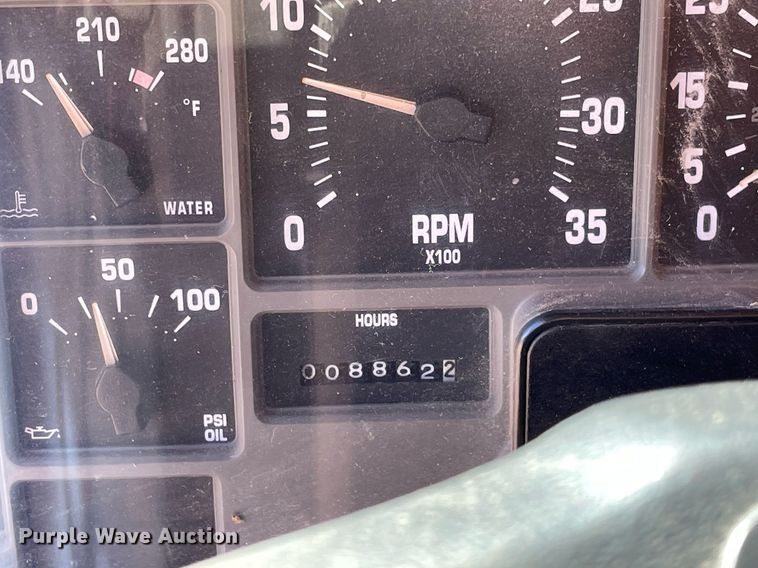 140 210 280
°F
WATER
0 50 100
PSI
OIL
0 5 10 25 30 35
RPM
X100
HOURS
0088622
0 5 15 25
Purple Wave Auction®